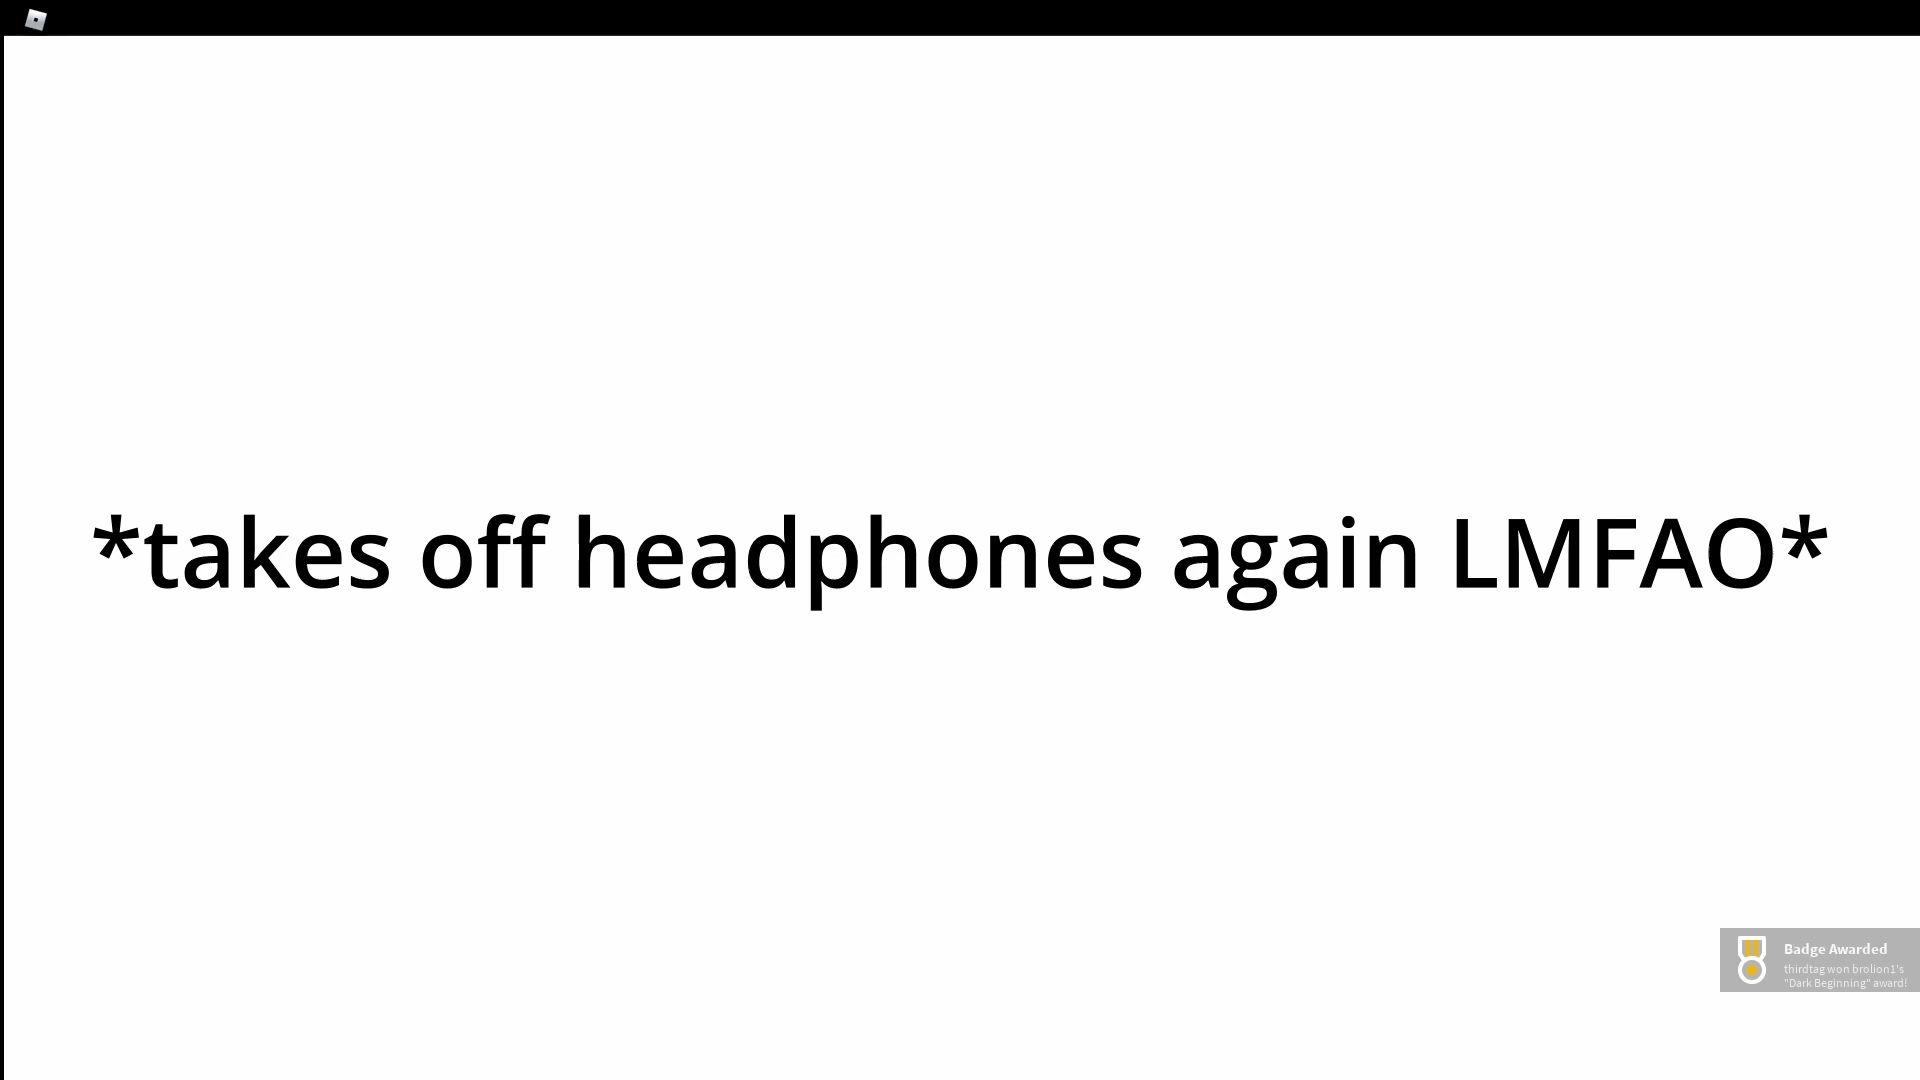 *takes off headphones again LMFAO*
Badge Awarded
thirdtag won brolion1's
"Dark Beginning" award!